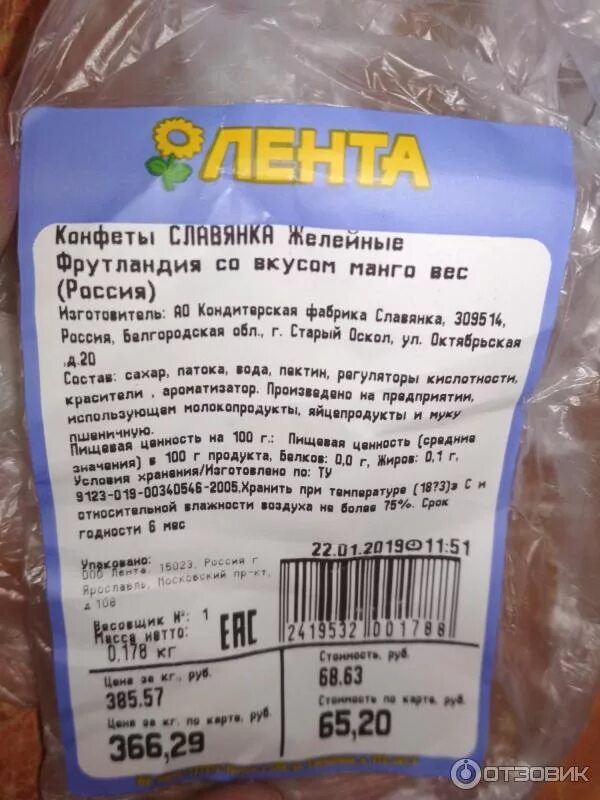 ЛЕНТА
Конфеты СЛАВЯНКА Желейные
Фрутландия со вкусом манго вес
(Россия)
Изготовитель: АО Кондитерская фабрика Славянка, 309514,
Россия, Белгородская обл., г. Старый Оскол, ул. Октябрьская
,д.20
Состав: сахар, патока, вода, пектин, регуляторы кислотности,
красители , ароматизатор. Произведено на предприятии,
использующем молокопродукты, яйцепродукты и муку
пшеничную.
Пищевая ценность на 100 г.: Пищевая ценность (средние
значения) в 100 г продукта, Белков: 0,0 г, Жиров: 0,1 г,
Условия хранения/Изготовлено по: ТУ
9123-019-00340546-2005,Хранить при температуре (18?3)з С и
относительной влажности воздуха не более 75%. Срок
годности 6 мес
22.01.2019 11:51
Упаковано:
ООО Лента, 15023, Россия г
Ярославль, Московский пр-кт,
д 108
Весовщик №: 1
Масса нетто:
0,178 кг
EAC
2419532 001788
Цена за кг., руб.
385.57
Цена за кг. по карте, руб.
366,29
Стоимость, руб.
68.63
Стоимость по карте, руб.
65,20
ОТЗОВИК